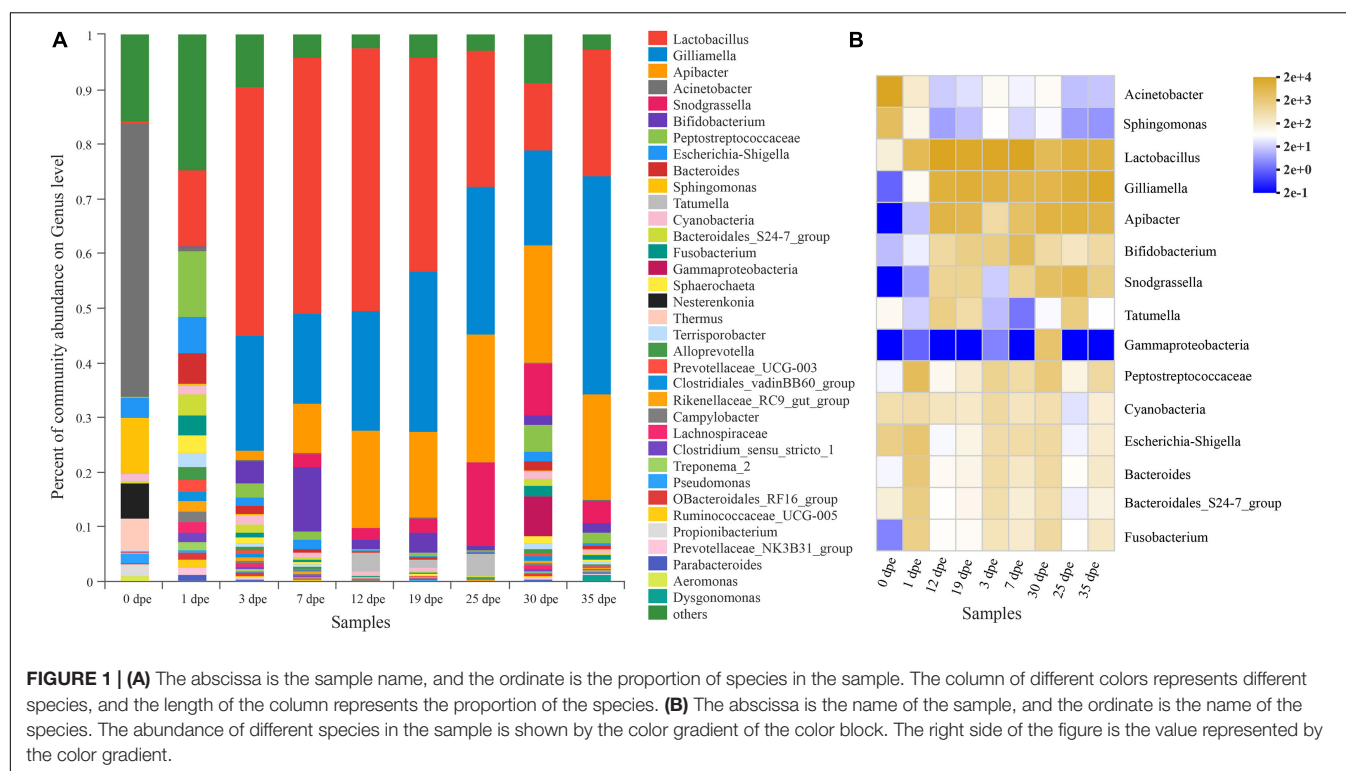 A
Percent of community abundance on Genus level
1
0.9
0.8
0.7
0.6
0.5
0.4
0.3
0.2
0.1
0
0 dpe
1 dpe
3 dpe
7 dpe
12 dpe
19 dpe
25 dpe
30 dpe
35 dpe
Samples
Lactobacillus
Gilliamella
Apibacter
Acinetobacter
Snodgrassella
Bifidobacterium
Peptostreptococcaceae
Escherichia-Shigella
Bacteroides
Sphingomonas
Tatumella
Cyanobacteria
Bacteroidales_S24-7_group
Fusobacterium
Gammaproteobacteria
Sphaerochaeta
Nesterenkonia
Thermus
Terrisporobacter
Alloprevotella
Prevotellaceae_UCG-003
Clostridiales_vadinBB60_group
Rikenellaceae_RC9_gut_group
Campylobacter
Lachnospiraceae
Clostridium_sensu_stricto_1
Treponema_2
Pseudomonas
OBacteroidales_RF16_group
Ruminococcaceae_UCG-005
Propionibacterium
Prevotellaceae_NK3B31_group
Parabacteroides
Aeromonas
Dysgonomonas
others
B
Acinetobacter
Sphingomonas
Lactobacillus
Gilliamella
Apibacter
Bifidobacterium
Snodgrassella
Tatumella
Gammaproteobacteria
Peptostreptococcaceae
Cyanobacteria
Escherichia-Shigella
Bacteroides
Bacteroidales_S24-7_group
Fusobacterium
0 dpe
1 dpe
12 dpe
19 dpe
3 dpe
7 dpe
30 dpe
25 dpe
35 dpe
Samples
2e+4
2e+3
2e+2
2e+1
2e+0
2e-1
FIGURE 1 | (A) The abscissa is the sample name, and the ordinate is the proportion of species in the sample. The column of different colors represents different
species, and the length of the column represents the proportion of the species. (B) The abscissa is the name of the sample, and the ordinate is the name of the
species. The abundance of different species in the sample is shown by the color gradient of the color block. The right side of the figure is the value represented by
the color gradient.